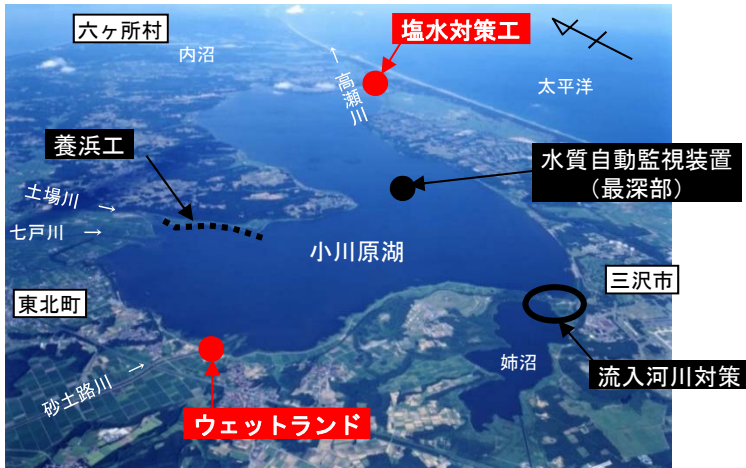 六ヶ所村
内沼
塩水対策工
↑
高瀬川
太平洋
養浜工
水質自動監視装置
（最深部）
土場川 →
七戸川 →
小川原湖
三沢市
東北町
姉沼
流入河川対策
砂土路川 →
ウェットランド